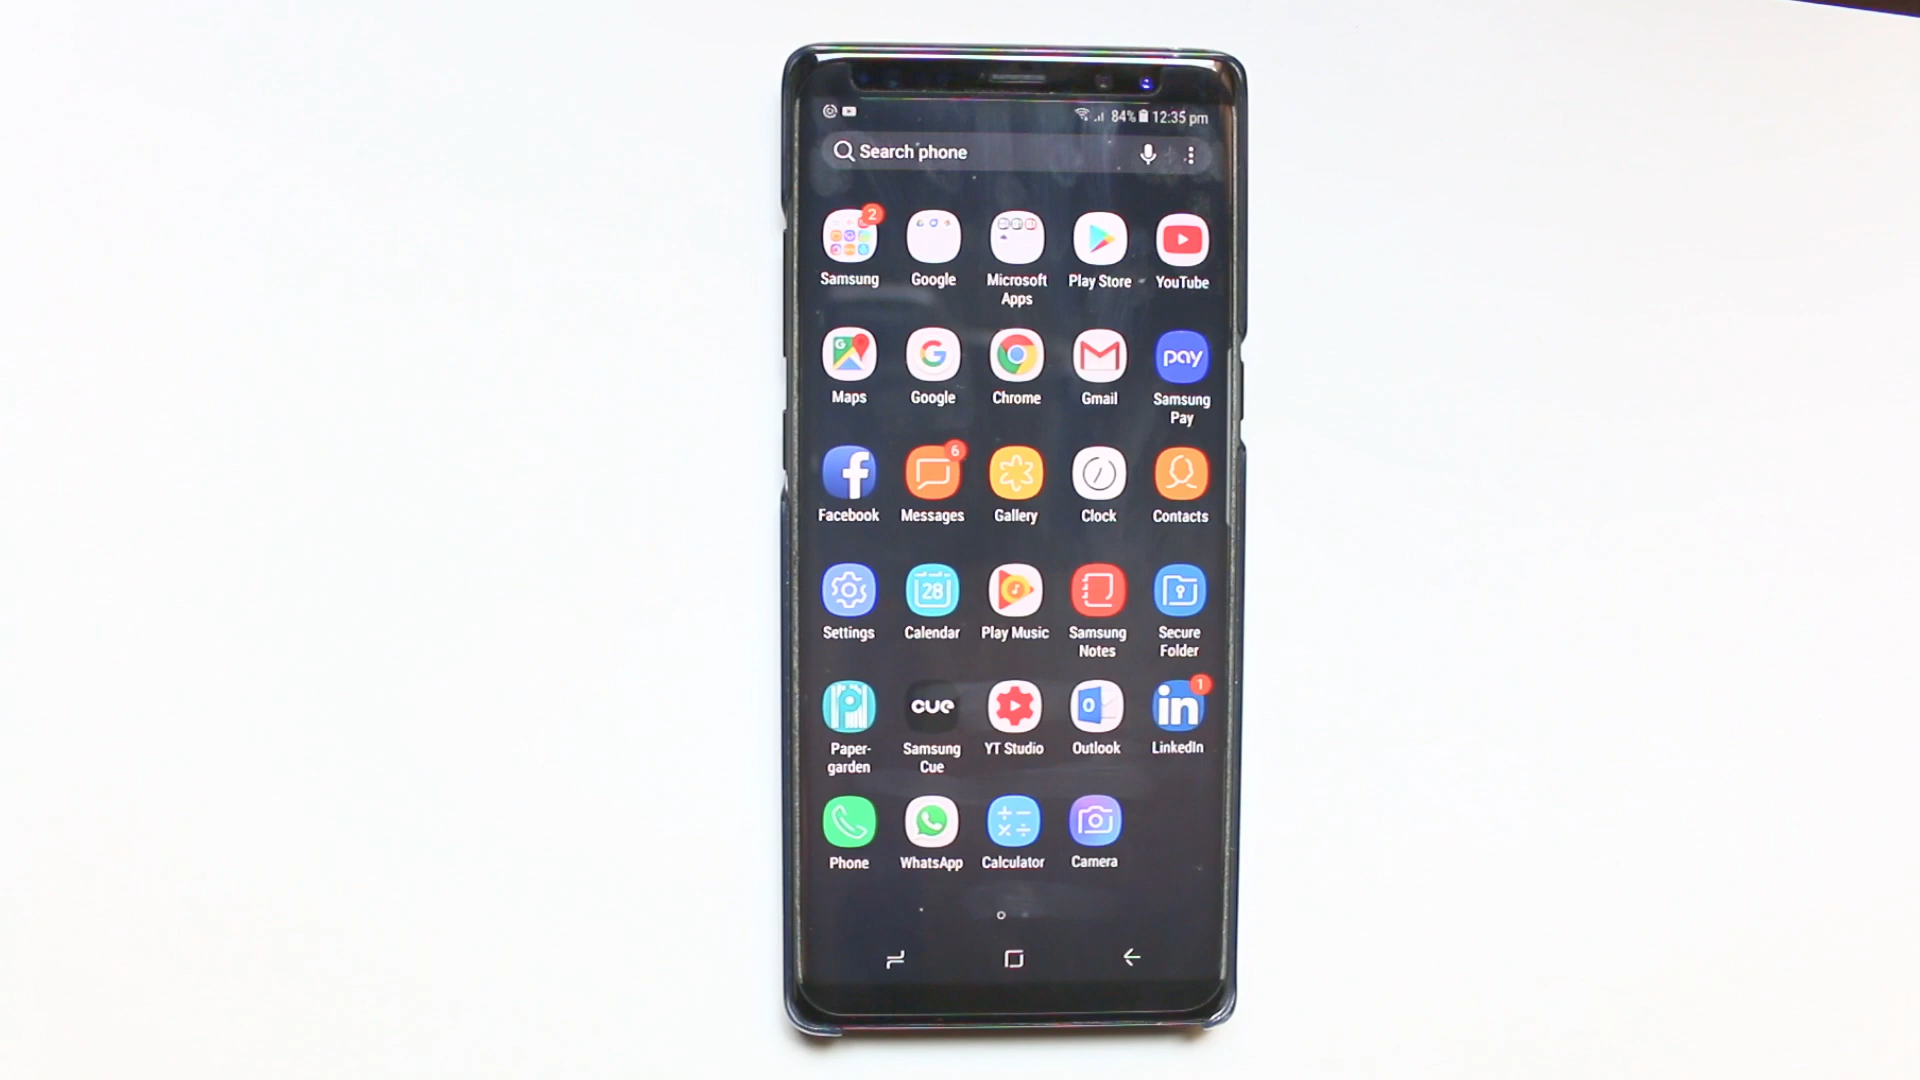 84% 12:35 pm
Search phone
2
Samsung Google Microsoft Apps Play Store YouTube
G G pay
Maps Google Chrome Gmail Samsung Pay
f 6
Facebook Messages Gallery Clock Contacts
28
Settings Calendar Play Music Samsung Notes Secure Folder
P cue O in 1
Paper-garden Samsung Cue YT Studio Outlook LinkedIn
Phone WhatsApp Calculator Camera